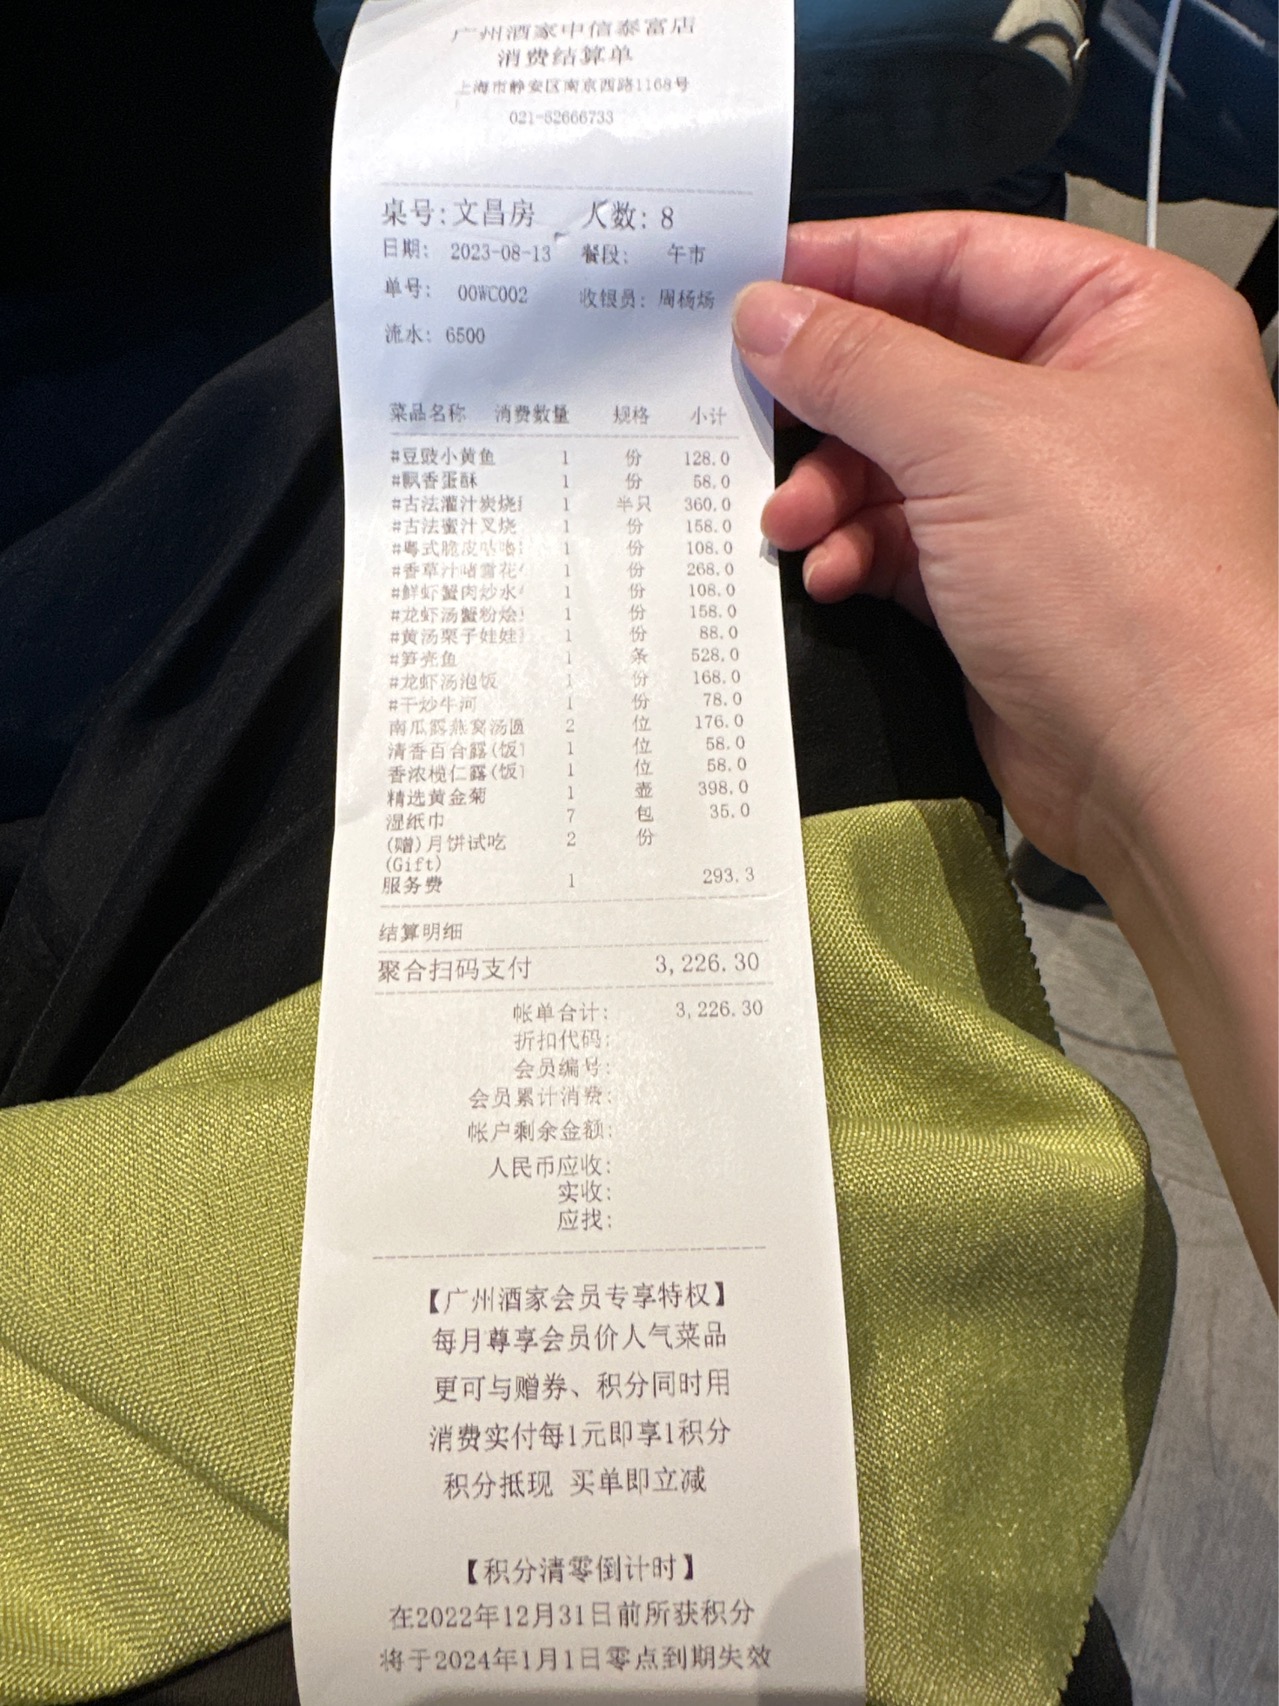 广州酒家中信泰富店
消费结算单
上海市静安区南京西路1168号
021-52666733
桌号:文昌房 人数: 8
日期: 2023-08-13 餐段: 午市
单号: 00WC002 收银员: 周杨炀
流水: 6500
菜品名称 消费数量 规格 小计
#豆豉小黄鱼 1 份 128.0
#飘香蛋酥 1 份 58.0
#古法灌汁炭烧 1 半只 360.0
#古法蜜汁叉烧 1 份 158.0
#粤式脆皮咕噜 1 份 108.0
#香草汁啫雪花 1 份 268.0
#鲜虾蟹肉炒水 1 份 108.0
#龙虾汤蟹粉烩 1 份 158.0
#黄汤栗子娃娃 1 份 88.0
#笋壳鱼 1 条 528.0
#龙虾汤泡饭 1 份 168.0
#干炒牛河 1 份 78.0
南瓜露燕窝汤圆 2 位 176.0
清香百合露(饭 1 位 58.0
香浓榄仁露(饭 1 位 58.0
精选黄金菊 1 壶 398.0
湿纸巾 7 包 35.0
(赠)月饼试吃 2 份
(Gift)
服务费 1 293.3
结算明细
聚合扫码支付 3,226.30
帐单合计: 3,226.30
折扣代码:
会员编号:
会员累计消费:
帐户剩余金额:
人民币应收:
实收:
应找:
【广州酒家会员专享特权】
每月尊享会员价人气菜品
更可与赠券、积分同时用
消费实付每1元即享1积分
积分抵现 买单即立减
【积分清零倒计时】
在2022年12月31日前所获积分
将于2024年1月1日零点到期失效